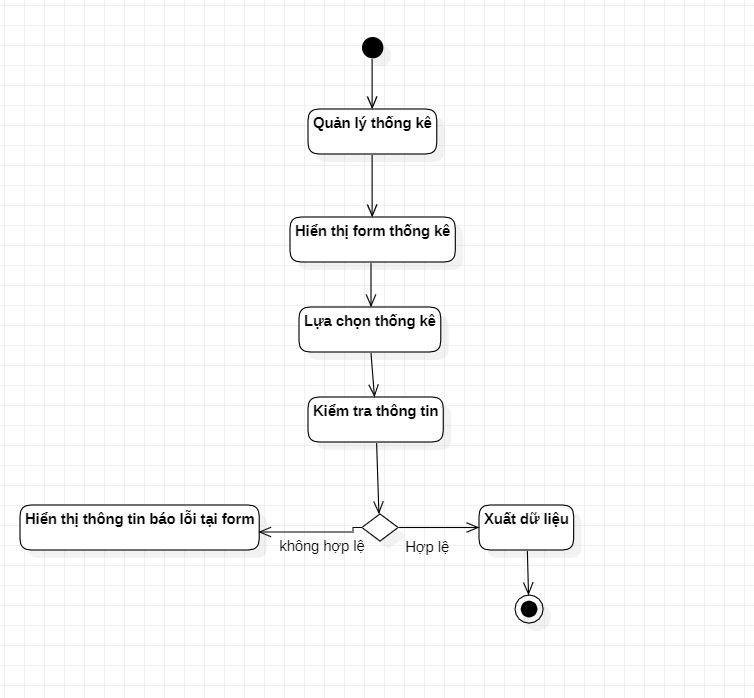 Quản lý thống kê
Hiển thị form thống kê
Lựa chọn thống kê
Kiểm tra thông tin
Hiển thị thông tin báo lỗi tại form
Xuất dữ liệu
không hợp lệ
Hợp lệ